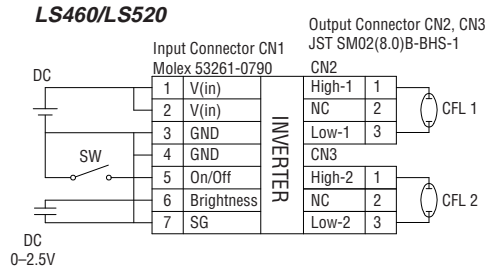 LS460/LS520
Output Connector CN2, CN3
JST SM02(8.0)B-BHS-1
Input Connector CN1
Molex 53261-0790
CN2
DC
1 V(in) High-1 1
2 V(in) NC 2 CFL 1
3 GND Low-1 3
INVERTER
4 GND CN3
SW
5 On/Off High-2 1
6 Brightness NC 2 CFL 2
7 SG Low-2 3
DC
0–2.5V